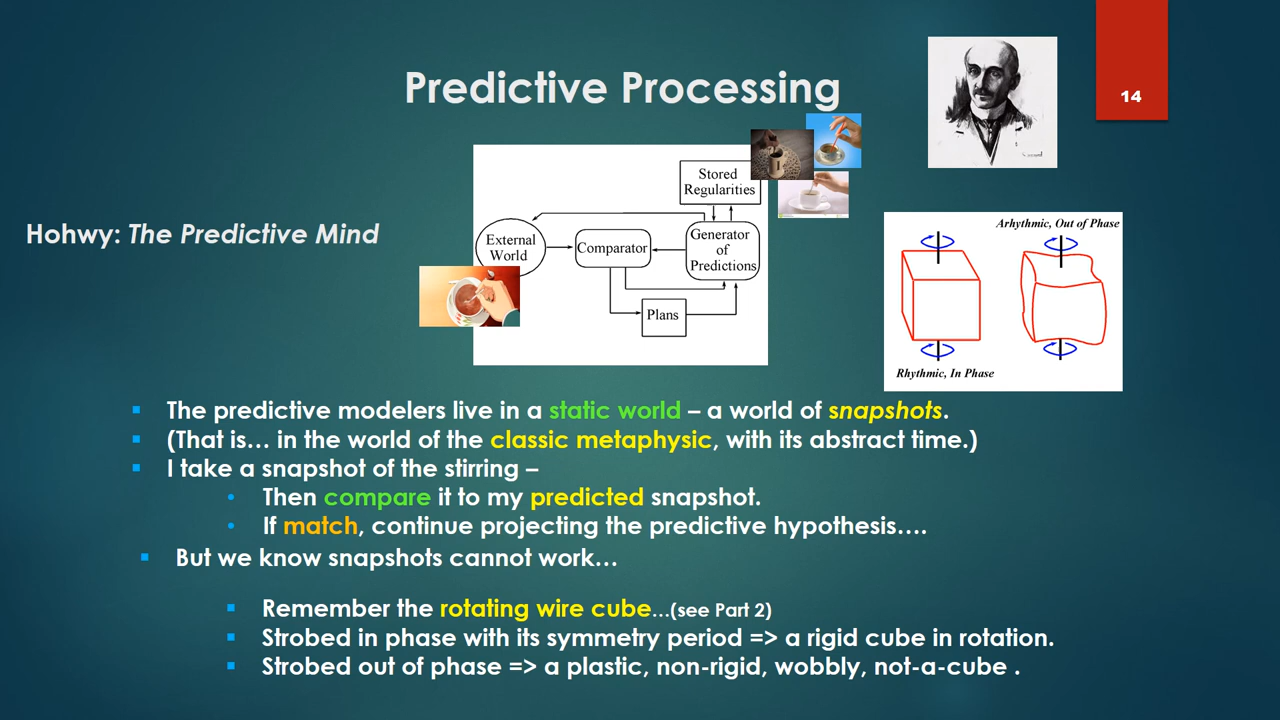 Predictive Processing
14
Hohwy: The Predictive Mind
Stored
Regularities
External
World
Comparator
Generator
of
Predictions
Plans
Arhythmic, Out of Phase
Rhythmic, In Phase
The predictive modelers live in a static world – a world of snapshots.
(That is… in the world of the classic metaphysic, with its abstract time.)
I take a snapshot of the stirring –
Then compare it to my predicted snapshot.
If match, continue projecting the predictive hypothesis….
But we know snapshots cannot work…
Remember the rotating wire cube…(see Part 2)
Strobed in phase with its symmetry period => a rigid cube in rotation.
Strobed out of phase => a plastic, non-rigid, wobbly, not-a-cube .